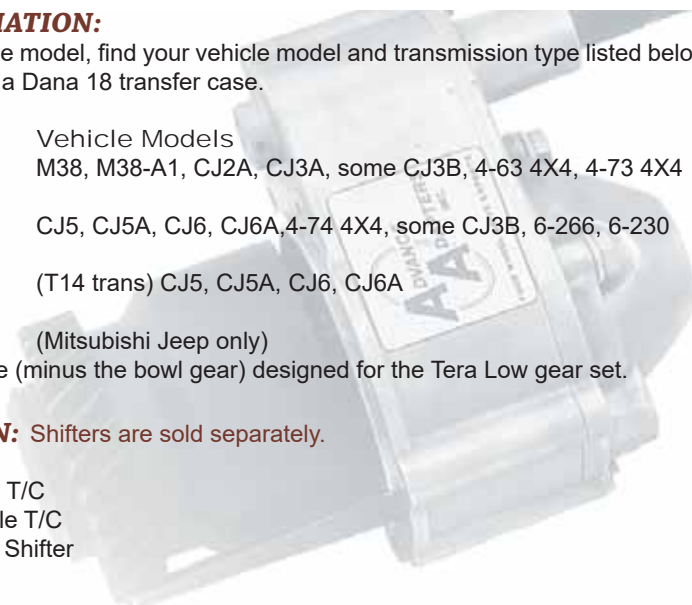 MATION:
e model, find your vehicle model and transmission type listed belo
a Dana 18 transfer case.
Vehicle Models
M38, M38-A1, CJ2A, CJ3A, some CJ3B, 4-63 4X4, 4-73 4X4
CJ5, CJ5A, CJ6, CJ6A,4-74 4X4, some CJ3B, 6-266, 6-230
(T14 trans) CJ5, CJ5A, CJ6, CJ6A
(Mitsubishi Jeep only)
e (minus the bowl gear) designed for the Tera Low gear set.
N: Shifters are sold separately.
T/C
le T/C
Shifter